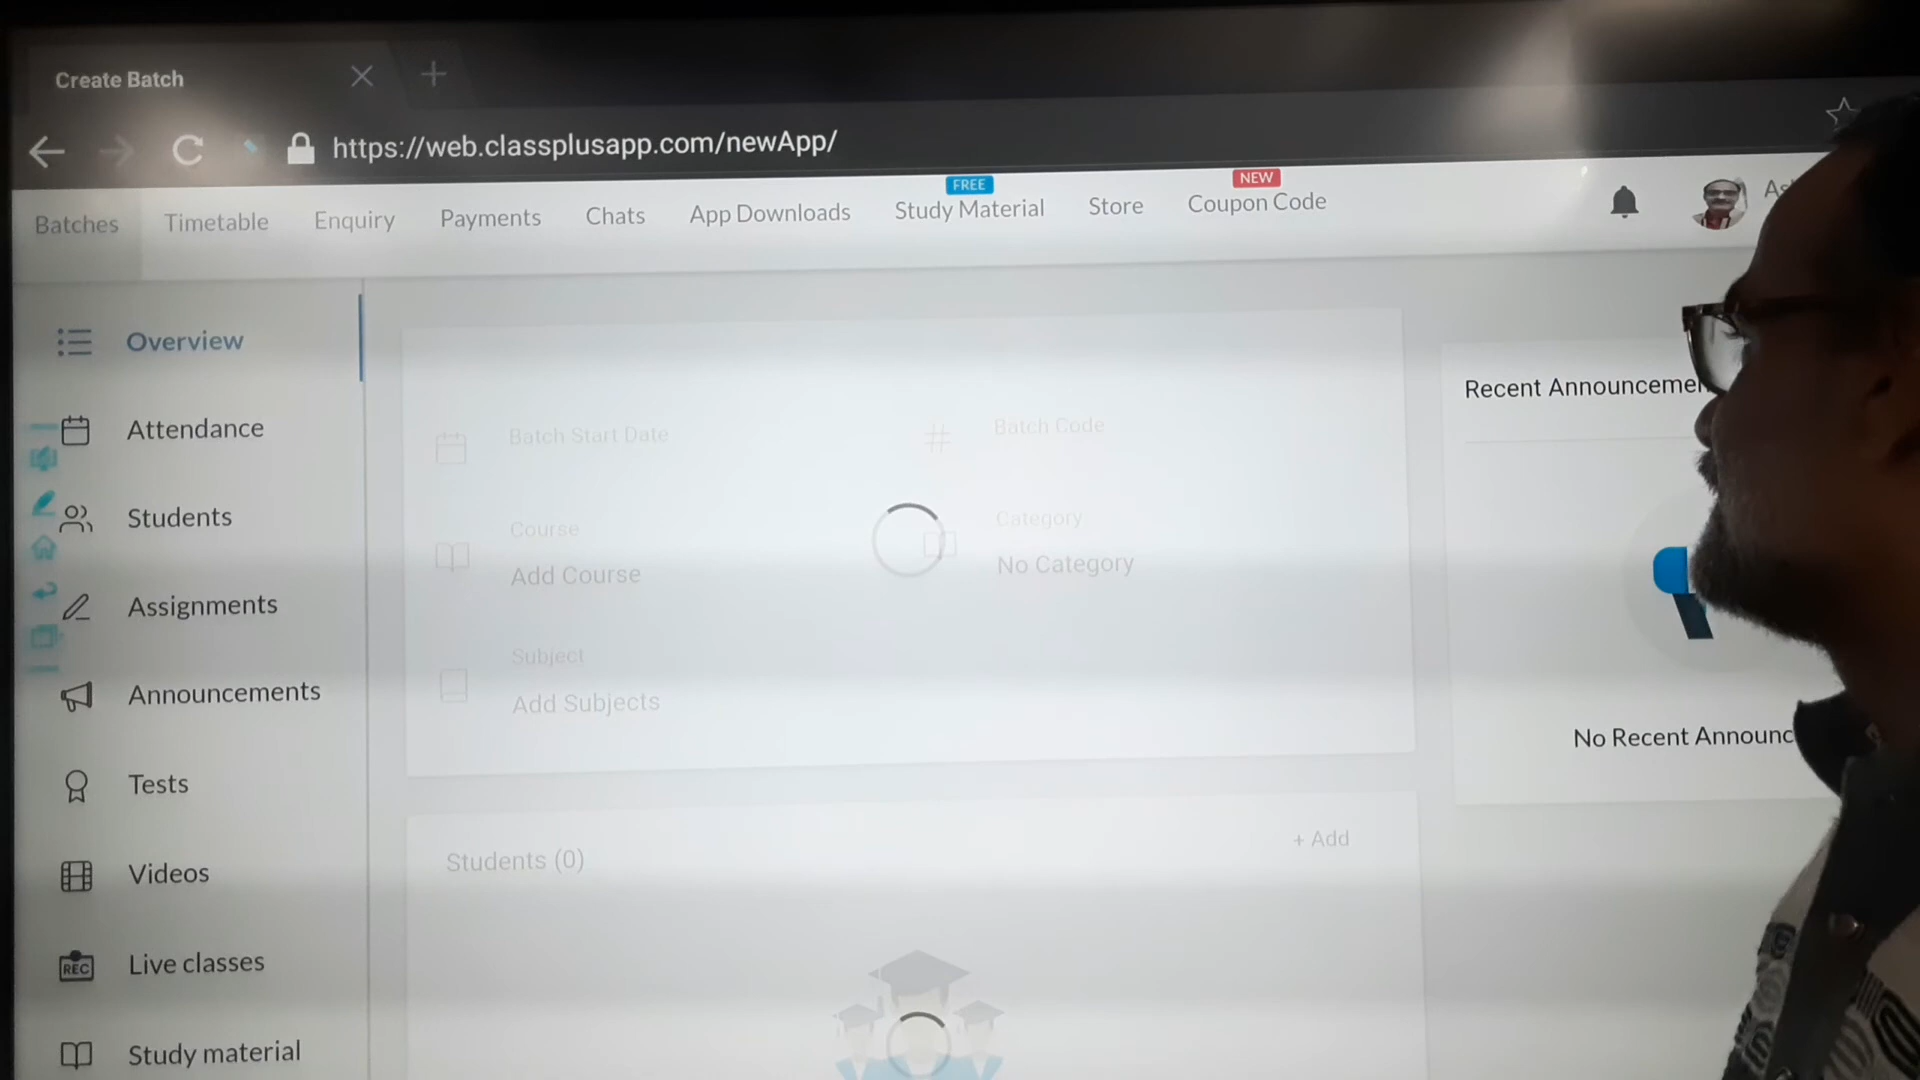 Create Batch
https://web.classplusapp.com/newApp/
Batches
Timetable
Enquiry
Payments
Chats
App Downloads
FREE
Study Material
Store
NEW
Coupon Code
Overview
Attendance
Students
Assignments
Announcements
Tests
Videos
REC
Live classes
Study material
Batch Start Date
Batch Code
Course
Add Course
Category
No Category
Subject
Add Subjects
Students (0)
+ Add
Recent Announcemen
No Recent Announc